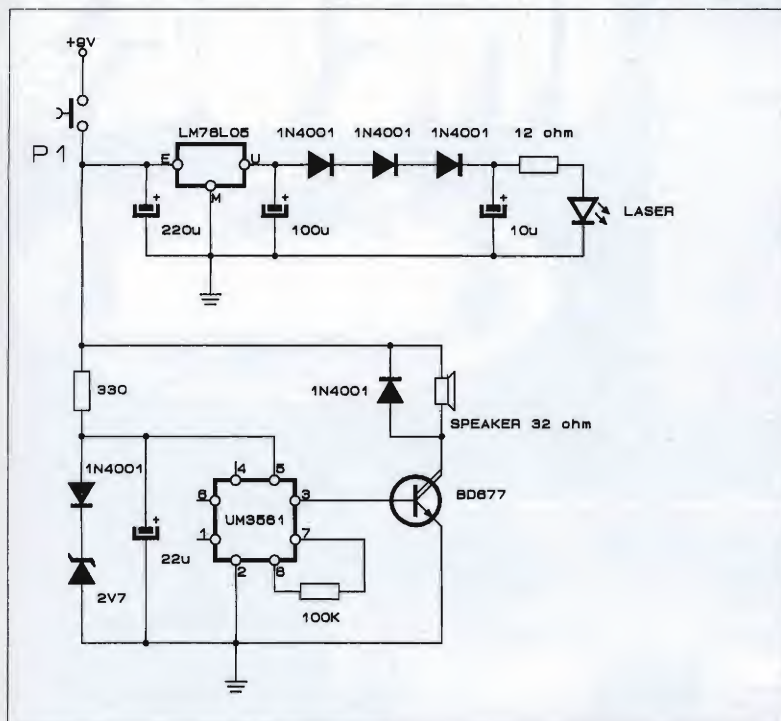 +9V
P1
LM78L05 1N4001 1N4001 1N4001 12 ohm
E U
M
+ + +
220u 100u 10u LASER
330 1N4001
SPEAKER 32 ohm
1N4001 4 5
6 3 BD677
+ UM3561
1 7
22u 2 8
2V7
100K